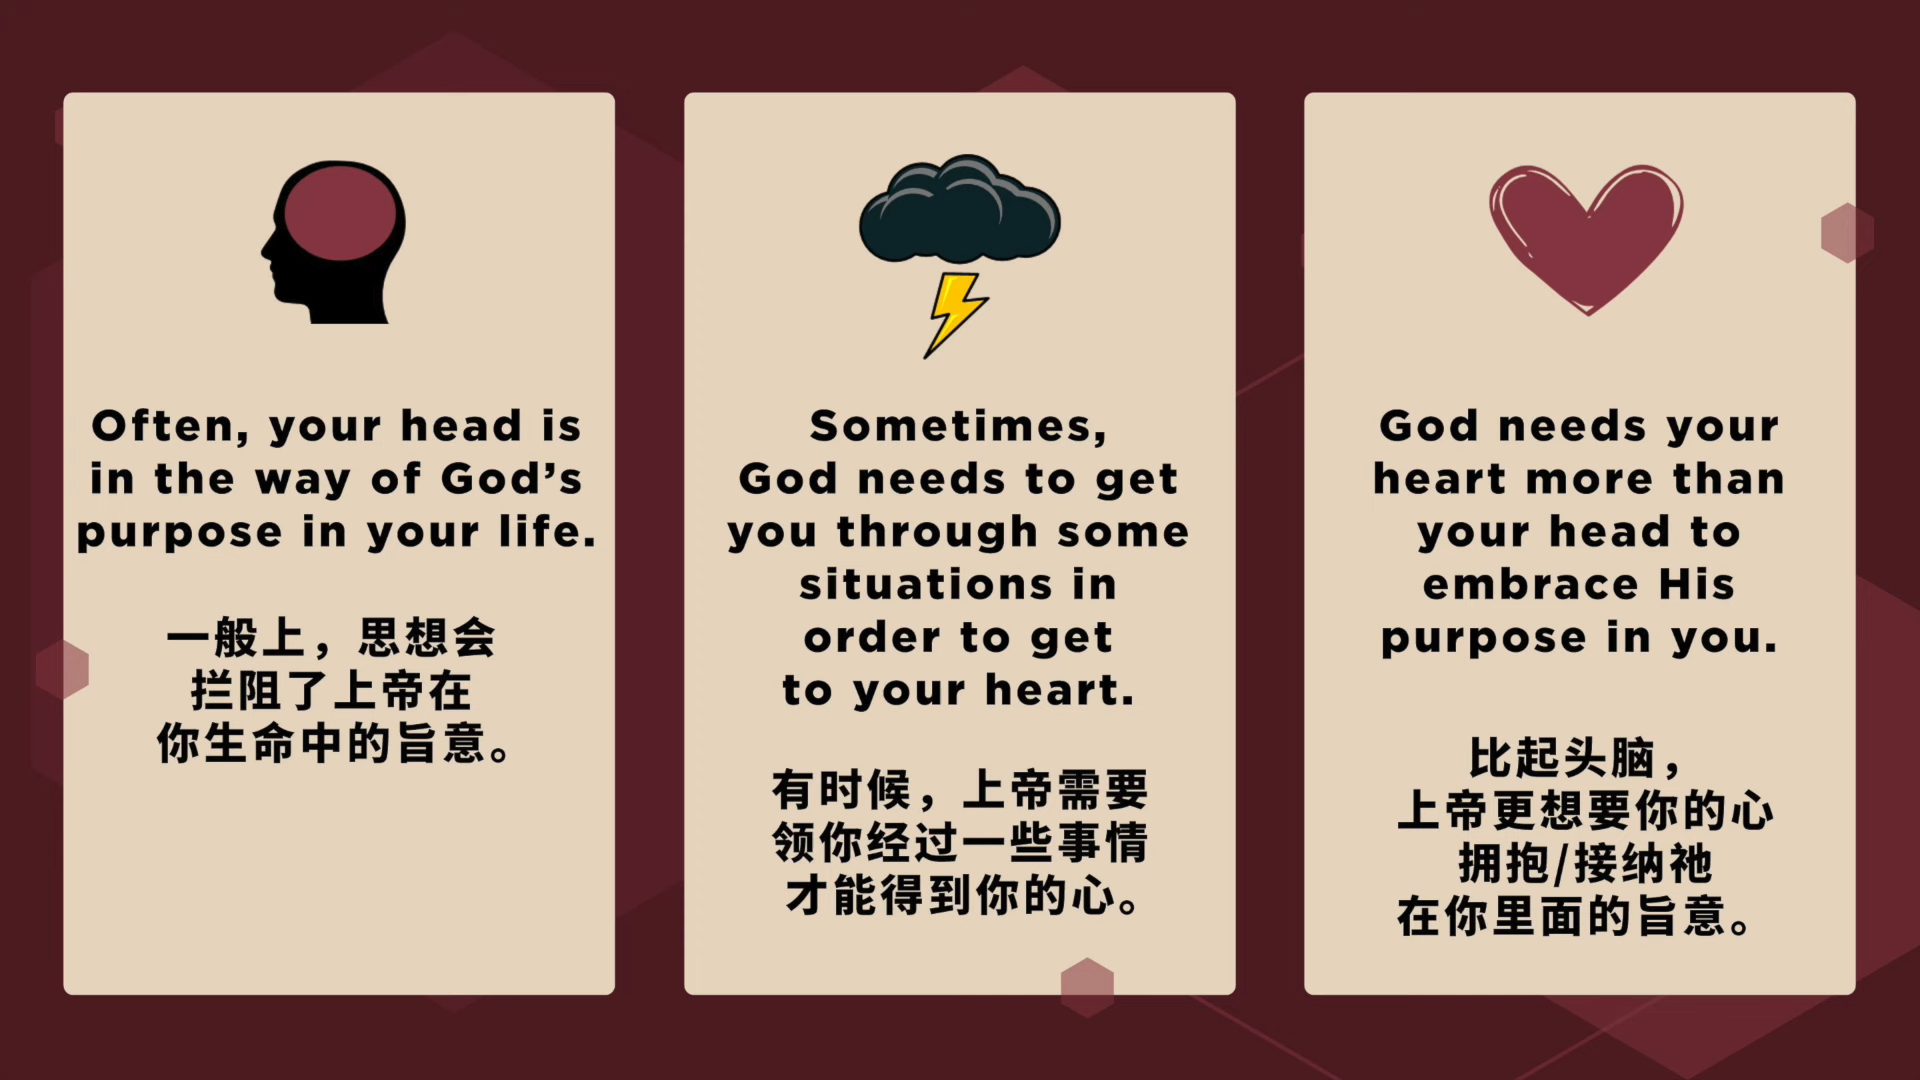 Often, your head is
in the way of God’s
purpose in your life.
一般上，思想会
拦阻了上帝在
你生命中的旨意。
Sometimes,
God needs to get
you through some
situations in
order to get
to your heart.
有时候，上帝需要
领你经过一些事情
才能得到你的心。
God needs your
heart more than
your head to
embrace His
purpose in you.
比起头脑，
上帝更想要你的心
拥抱/接纳祂
在你里面的旨意。